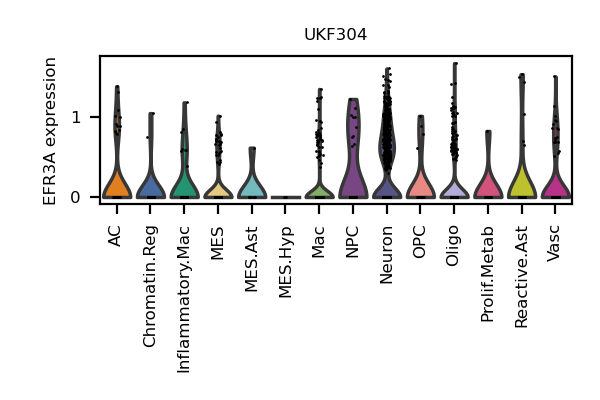 UKF304
EFR3A expression
1
0
AC
Chromatin.Reg
Inflammatory.Mac
MES
MES.Ast
MES.Hyp
Mac
NPC
Neuron
OPC
Oligo
Prolif.Metab
Reactive.Ast
Vasc